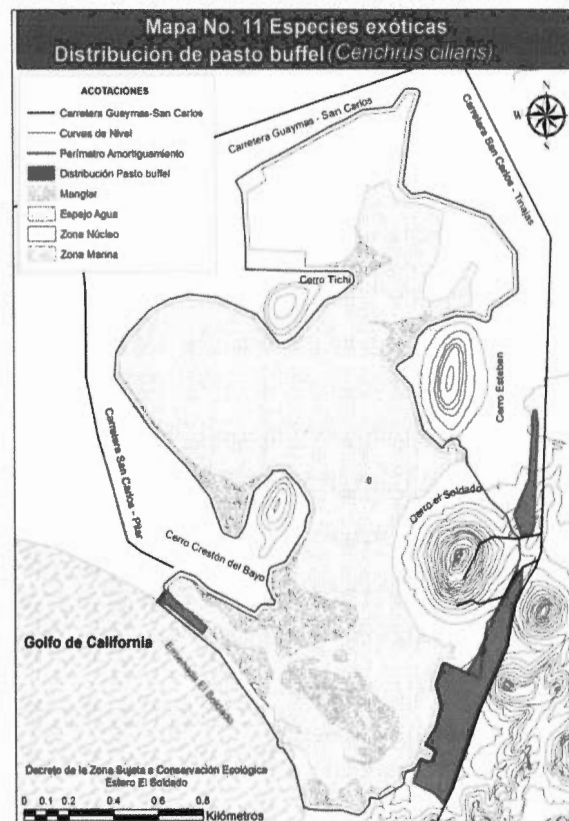 Mapa No. 11 Especies exóticas
Distribución de pasto buffel (Cenchrus ciliaris)
ACOTACIONES
Carretera Guaymas-San Carlos
Curvas de Nivel
Perímetro Amortiguamiento
Distribución Pasto buffel
Manglar
Espejo Agua
Zona Núcleo
Zona Marina
Carretera Guaymas - San Carlos
Carretera San Carlos - Tinajas
N
W
Cerro Tichi
Cerro Esteban
Carretera San Carlos - Pilar
el Soldado
Cerro Crestón del Bayo
Golfo de California
Ensenada El Soldado
Decreto de la Zona Sujeta a Conservación Ecológica
Estero El Soldado
0 0.1 0.2 0.4 0.6 0.8
Kilómetros